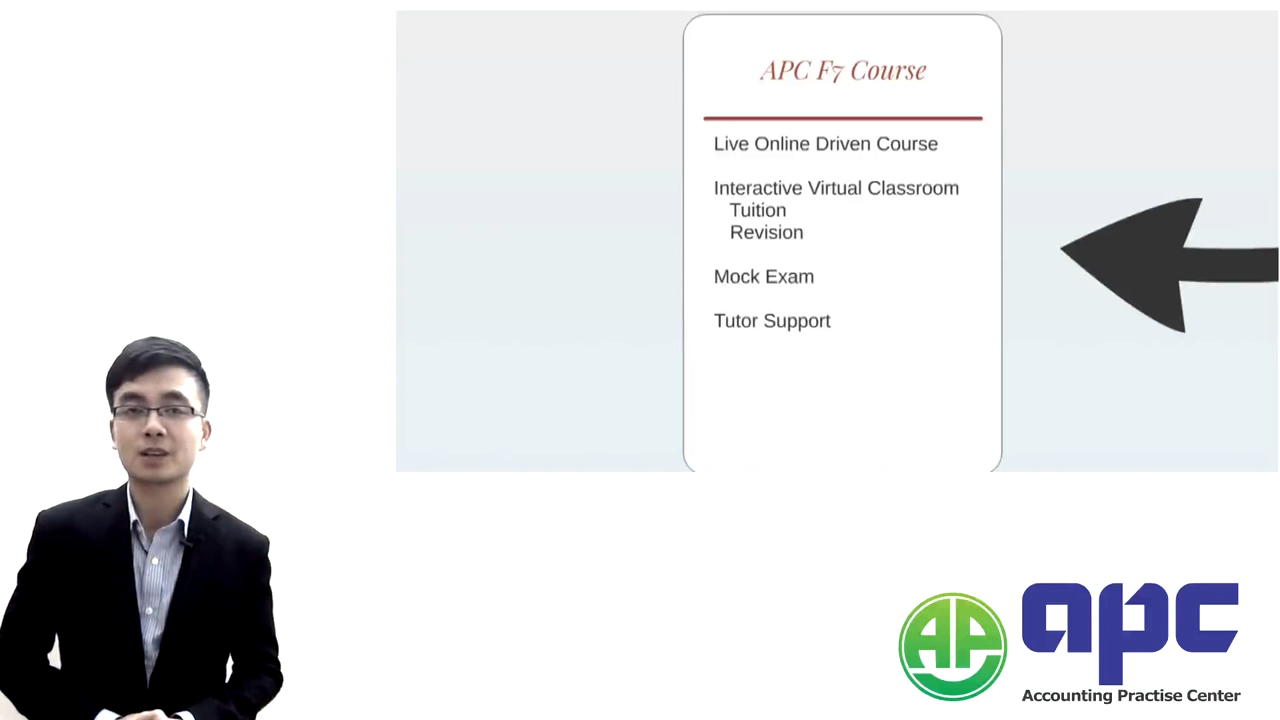 APC F7 Course
Live Online Driven Course
Interactive Virtual Classroom
Tuition
Revision
Mock Exam
Tutor Support
AP
apc
Accounting Practise Center